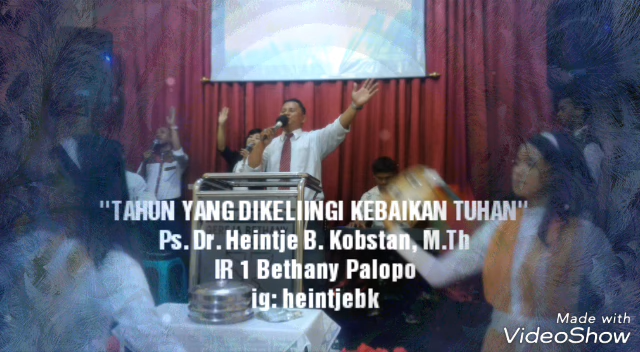 "TAHUN YANG DIKELIINGI KEBAIKAN TUHAN"
Ps. Dr. Heintje B. Kobstan, M.Th
IR 1 Bethany Palopo
ig: heintjebk
Made with
VideoShow